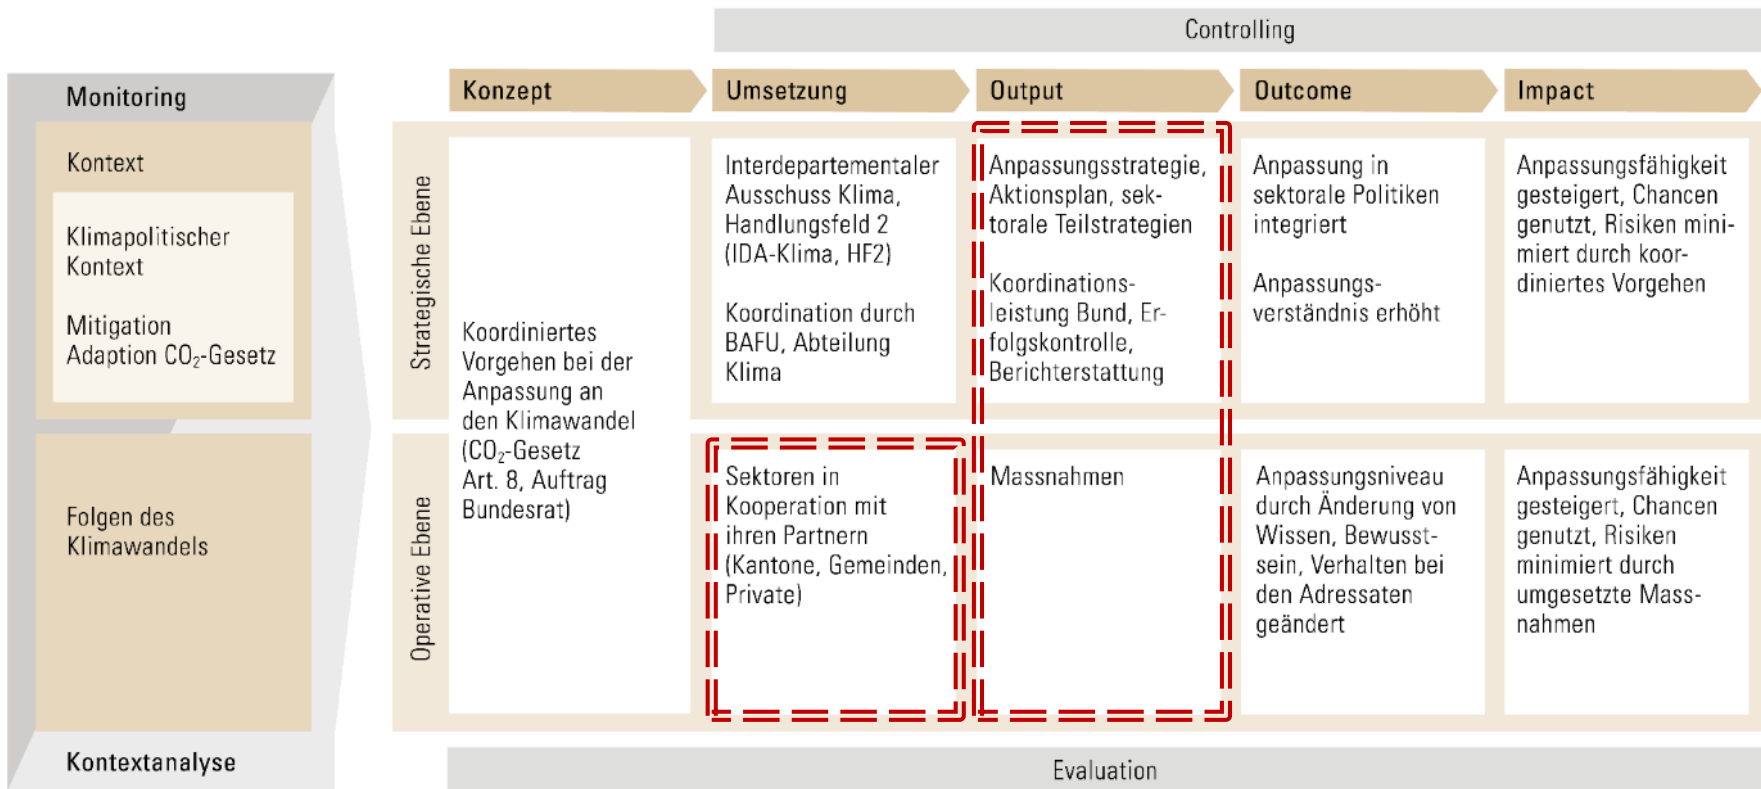 Controlling
Monitoring
Kontext
Klimapolitischer
Kontext
Mitigation
Adaption CO₂-Gesetz
Folgen des
Klimawandels
Kontextanalyse
Konzept
Umsetzung
Output
Outcome
Impact
Strategische Ebene
Operative Ebene
Koordiniertes
Vorgehen bei der
Anpassung an
den Klimawandel
(CO₂-Gesetz
Art. 8, Auftrag
Bundesrat)
Interdepartementaler
Ausschuss Klima,
Handlungsfeld 2
(IDA-Klima, HF2)
Koordination durch
BAFU, Abteilung
Klima
Anpassungsstrategie,
Aktionsplan, sek-
torale Teilstrategien
Koordinations-
leistung Bund, Er-
folgskontrolle,
Berichterstattung
Anpassung in
sektorale Politiken
integriert
Anpassungs-
verständnis erhöht
Anpassungsfähigkeit
gesteigert, Chancen
genutzt, Risiken mini-
miert durch koor-
diniertes Vorgehen
Sektoren in
Kooperation mit
ihren Partnern
(Kantone, Gemeinden,
Private)
Massnahmen
Anpassungsniveau
durch Änderung von
Wissen, Bewusst-
sein, Verhalten bei
den Adressaten
geändert
Anpassungsfähigkeit
gesteigert, Chancen
genutzt, Risiken
minimiert durch
umgesetzte Mass-
nahmen
Evaluation